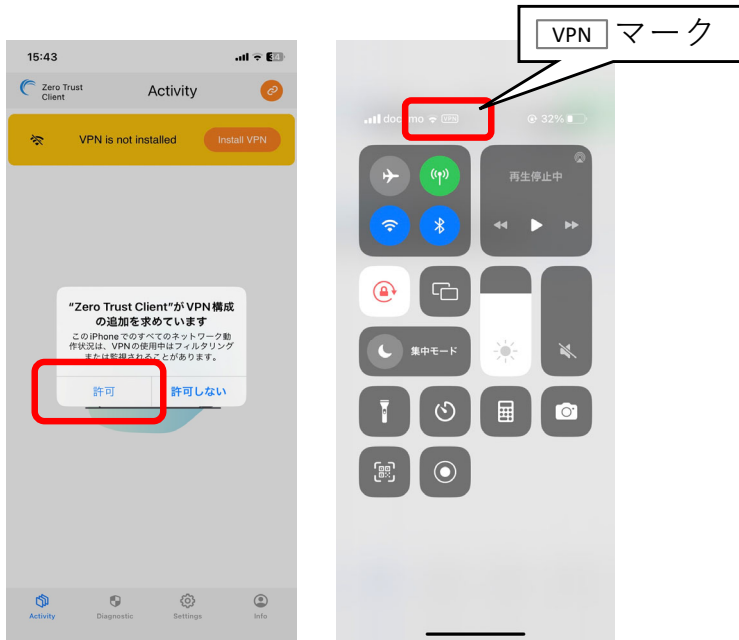 VPN マーク
15:43
34
Zero Trust
Client
Activity
VPN is not installed
Install VPN
"Zero Trust Client"がVPN構成
の追加を求めています
このiPhoneでのすべてのネットワーク動
作状況は、VPNの使用中はフィルタリング
または監視されることがあります。
許可
許可しない
Activity
Diagnostic
Settings
Info
docomo
VPN
32%
再生停止中
集中モード